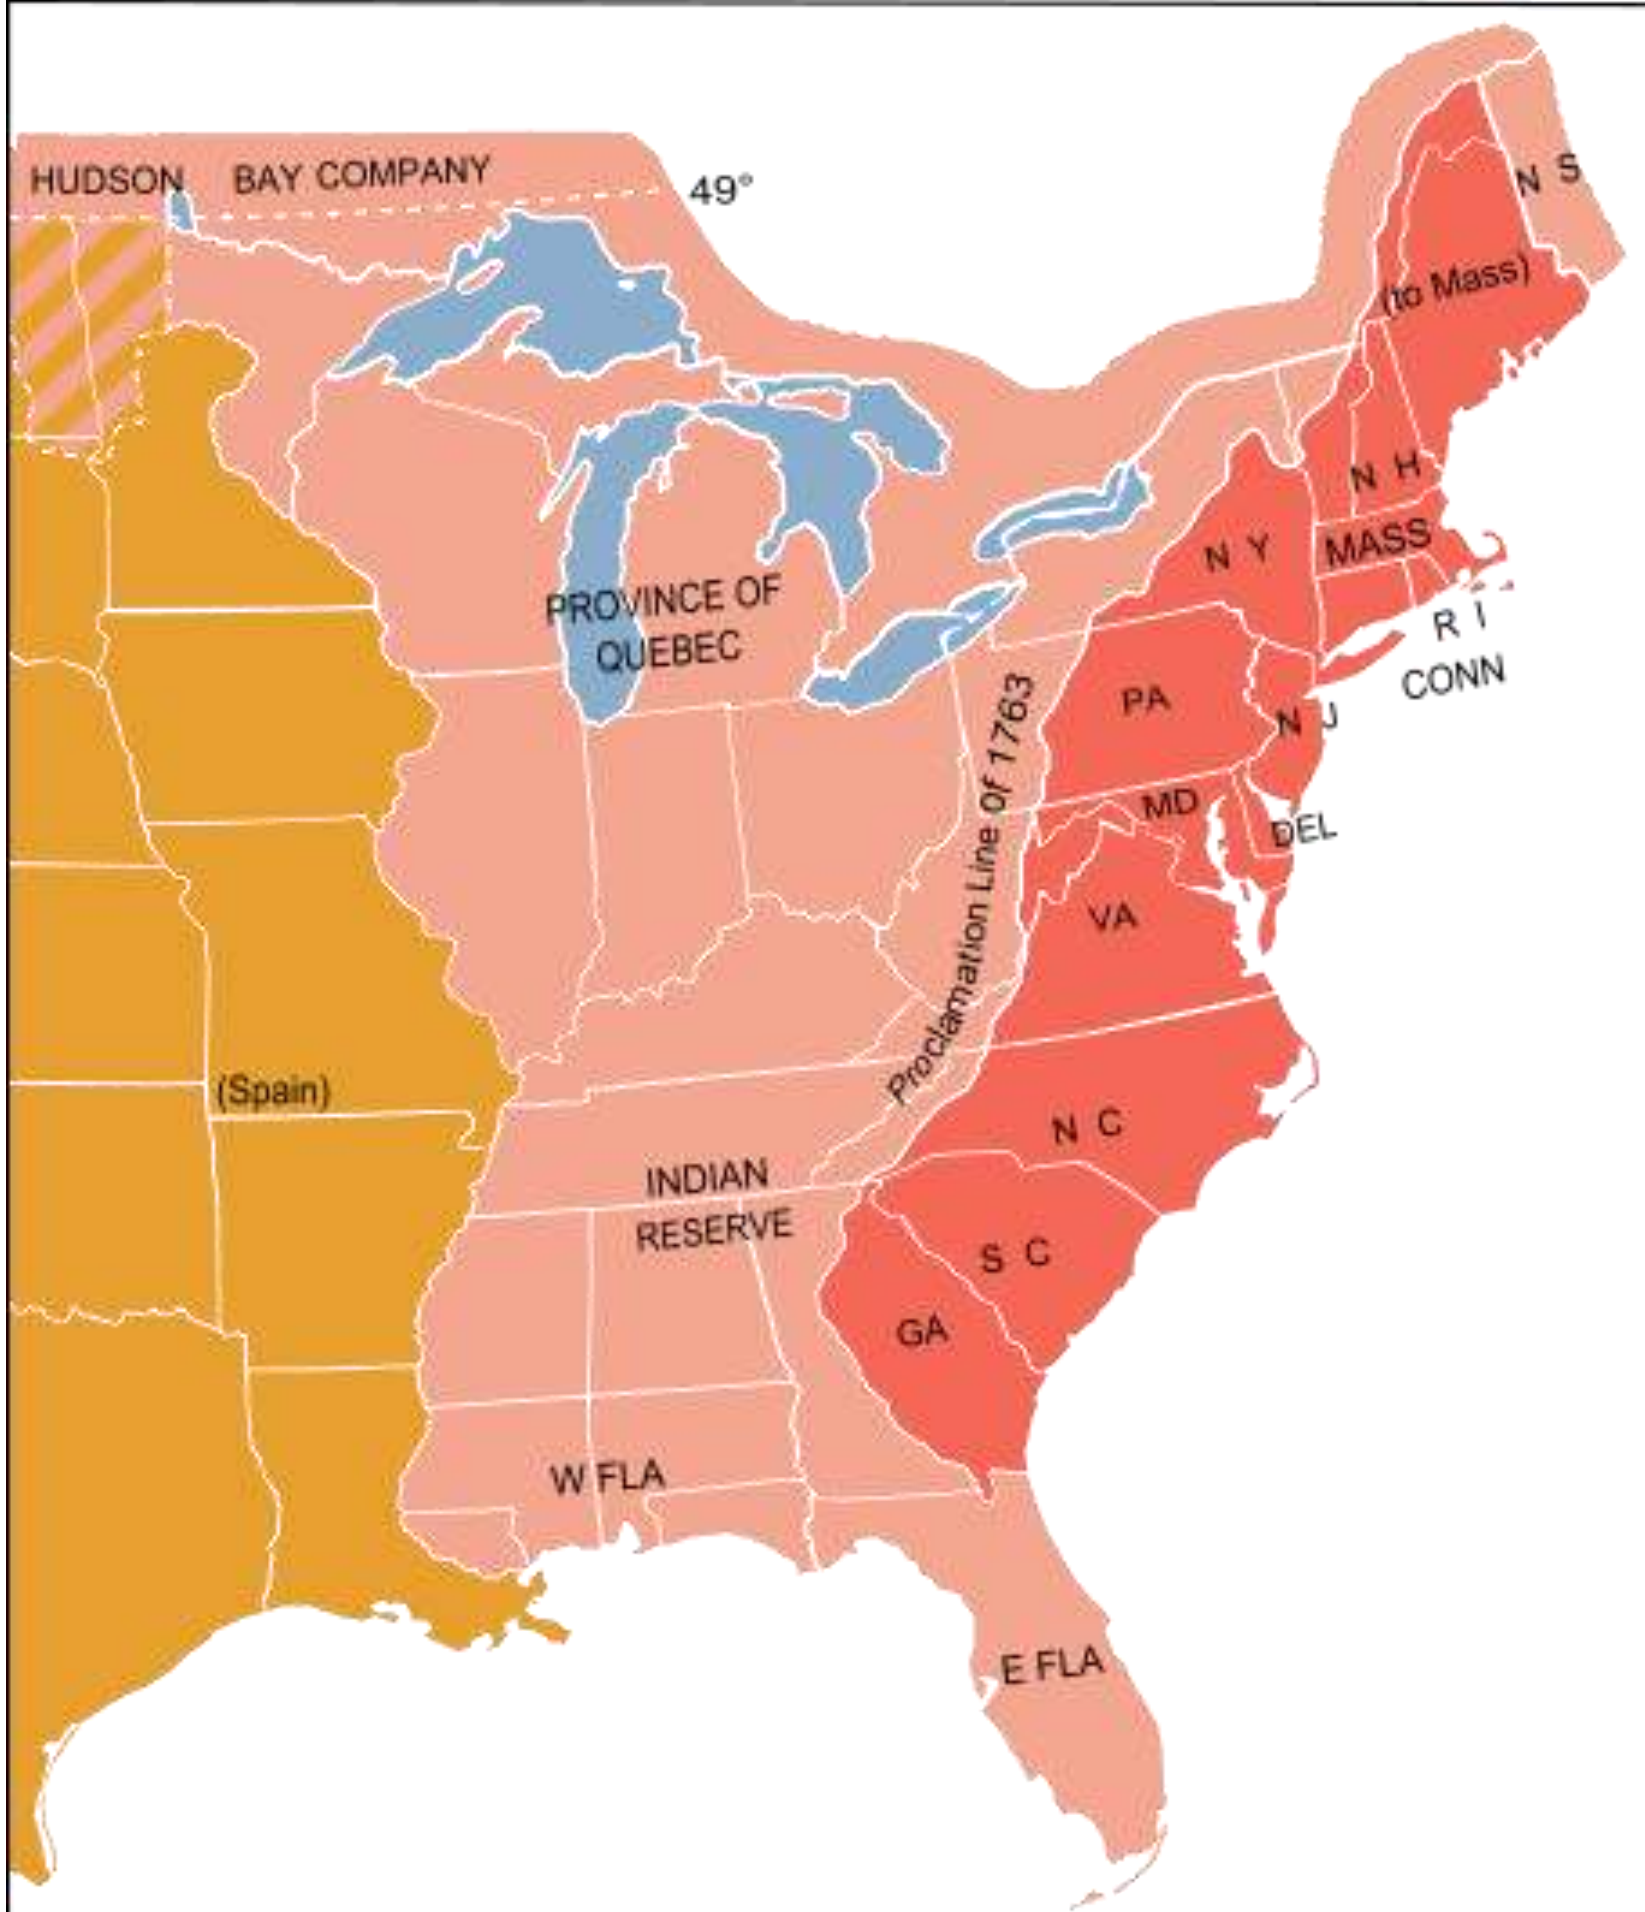 HUDSON BAY COMPANY
49°
N S
(to Mass)
N H
N Y
MASS
PROVINCE OF
QUEBEC
R I
CONN
PA
N J
Proclamation Line of 1763
MD
DEL
VA
(Spain)
N C
INDIAN
RESERVE
S C
GA
W FLA
E FLA